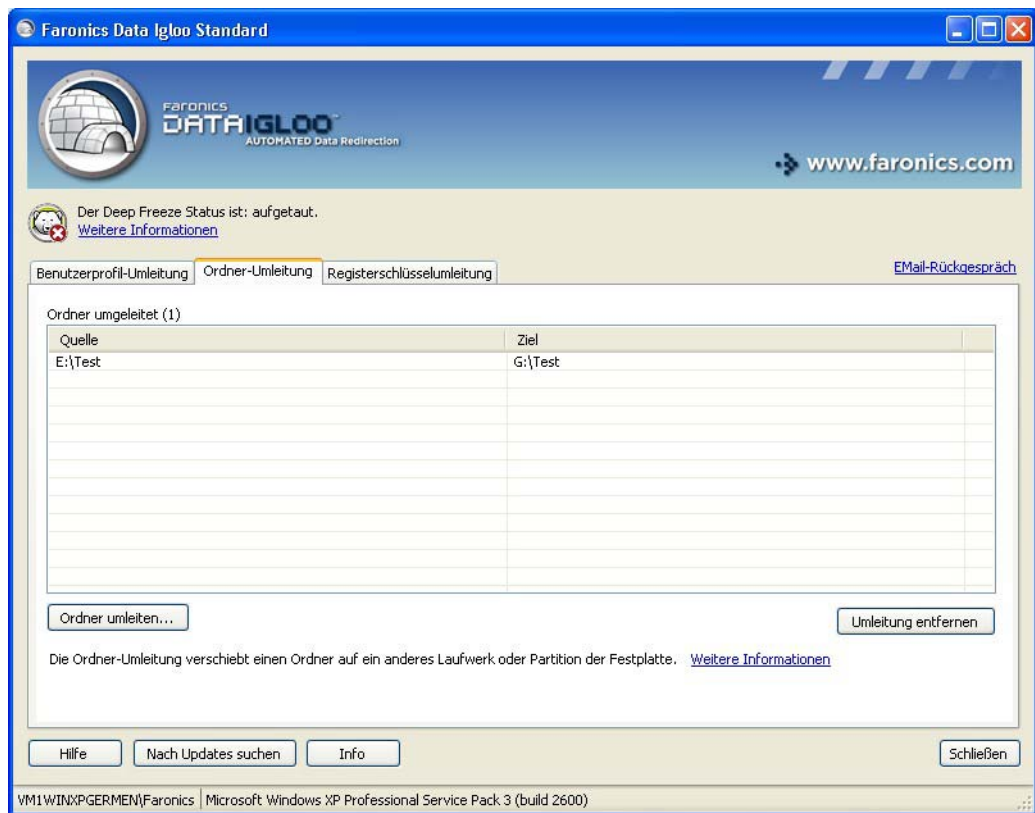 Faronics Data Igloo Standard
FARONICS
DATAIGLOO™
AUTOMATED Data Redirection
www.faronics.com
Der Deep Freeze Status ist: aufgetaut.
Weitere Informationen
Benutzerprofil-Umleitung Ordner-Umleitung Registerschlüsselumleitung
EMail-Rückgespräch
Ordner umgeleitet (1)
Quelle Ziel
E:\Test G:\Test
Ordner umleiten...
Umleitung entfernen
Die Ordner-Umleitung verschiebt einen Ordner auf ein anderes Laufwerk oder Partition der Festplatte. Weitere Informationen
Hilfe Nach Updates suchen Info Schließen
VM1WINXPGERMEN\Faronics Microsoft Windows XP Professional Service Pack 3 (build 2600)